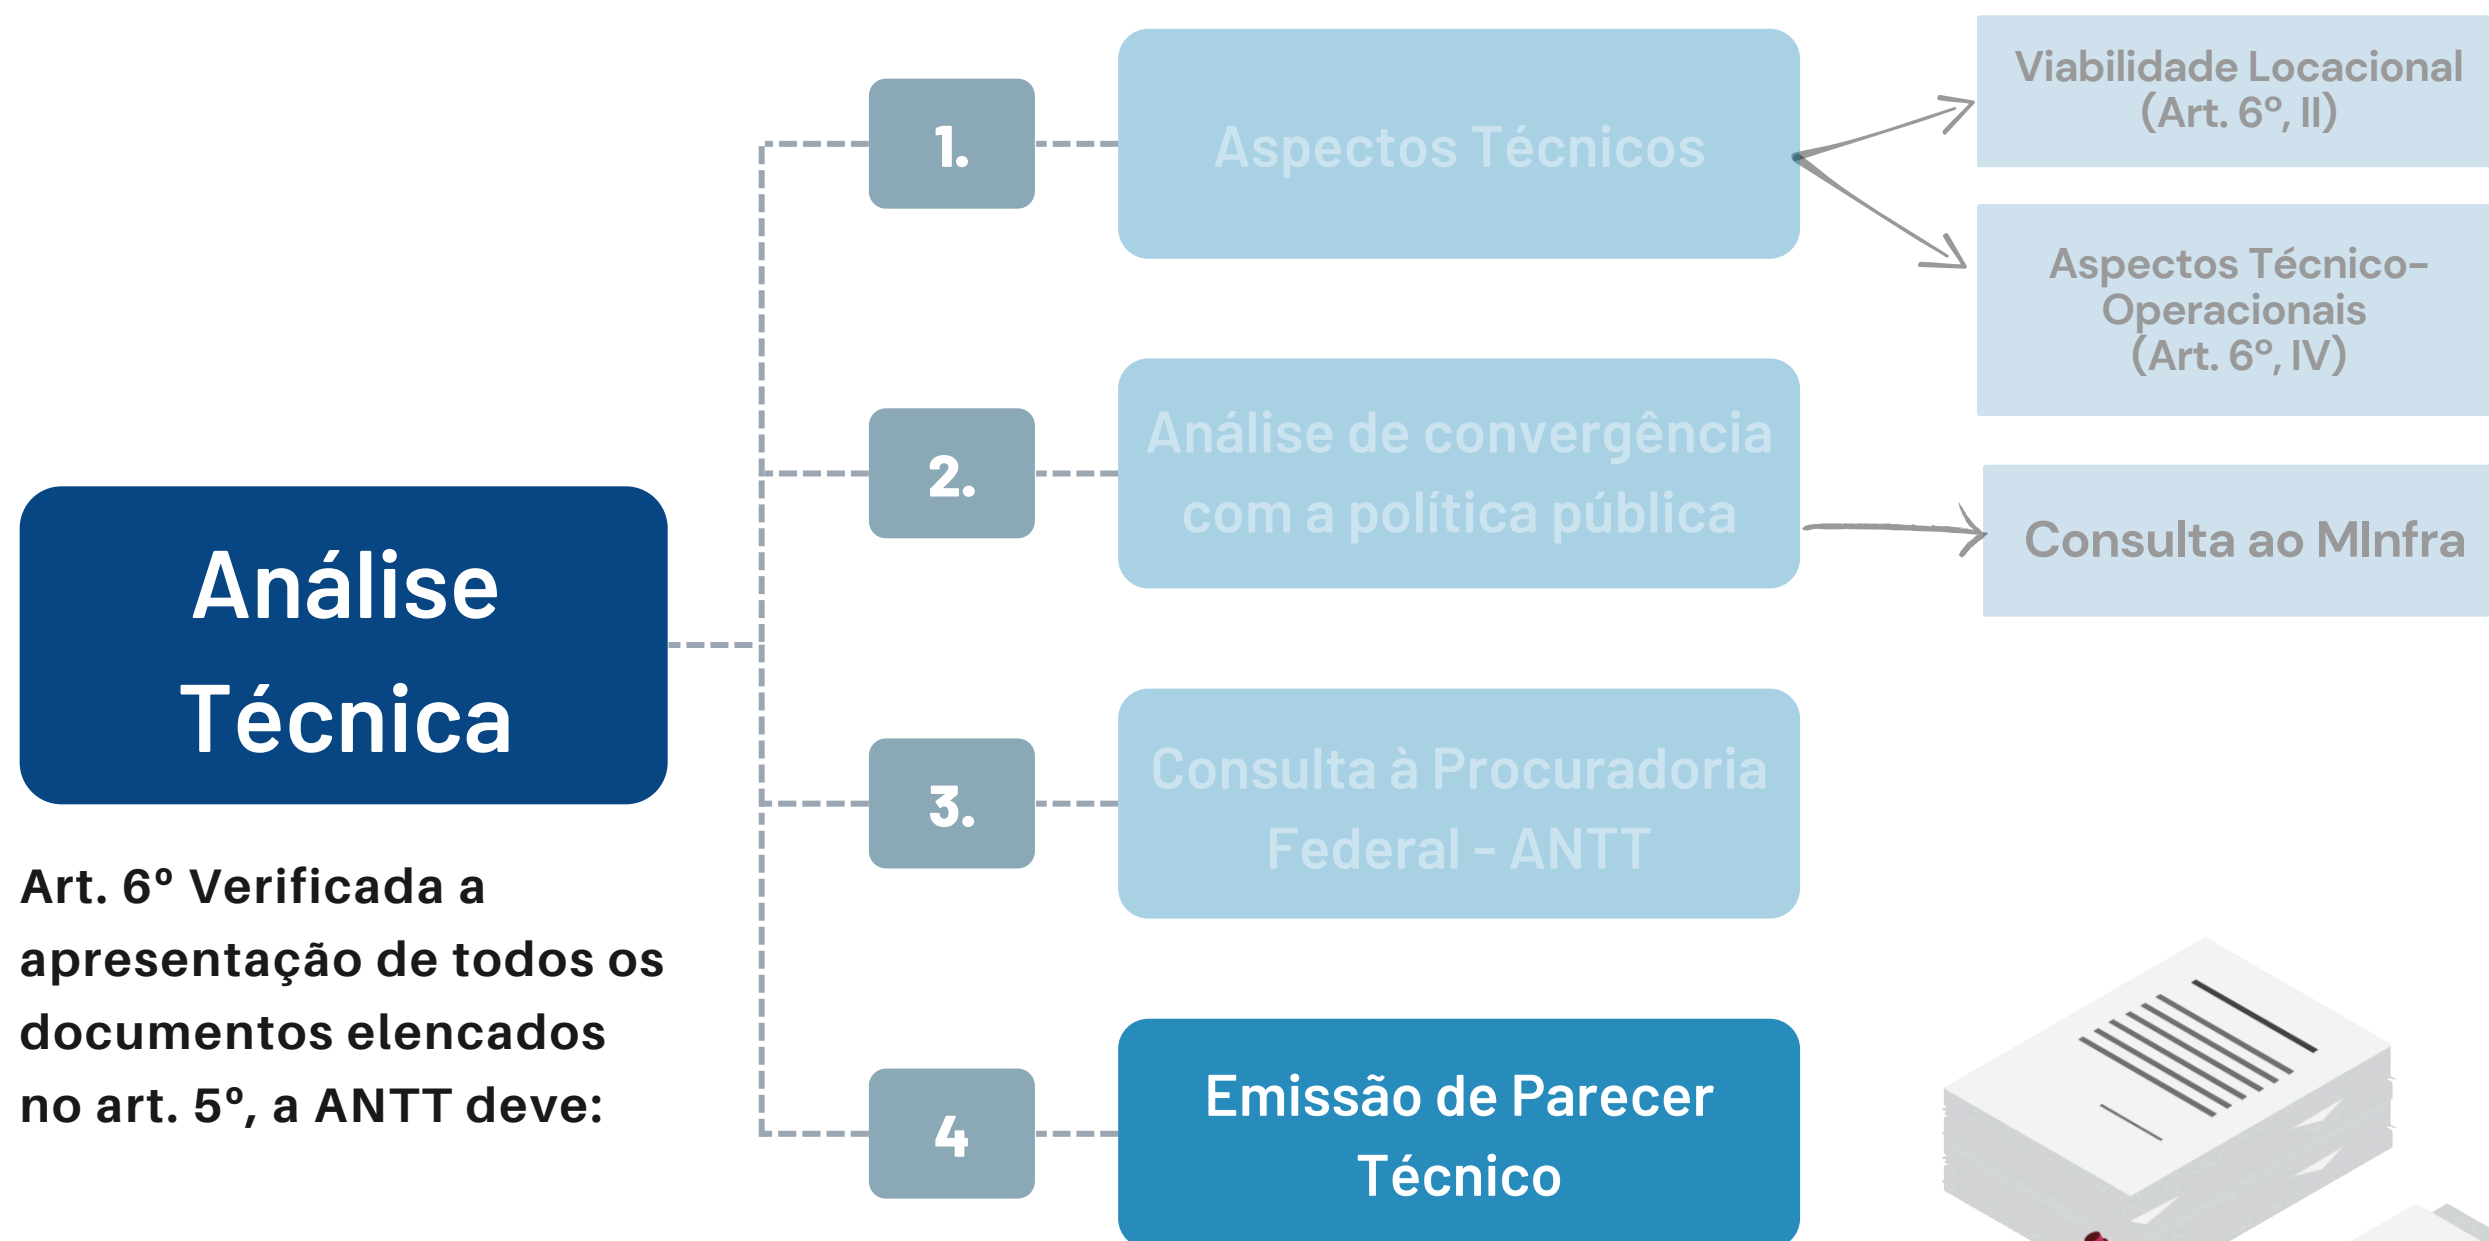 Análise
Técnica
Art. 6º Verificada a
apresentação de todos os
documentos elencados
no art. 5º, a ANTT deve:
1.
Aspectos Técnicos
Viabilidade Locacional
(Art. 6º, II)
Aspectos Técnico-
Operacionais
(Art. 6º, IV)
2.
Análise de convergência
com a política pública
Consulta ao MInfra
3.
Consulta à Procuradoria
Federal - ANTT
4
Emissão de Parecer
Técnico